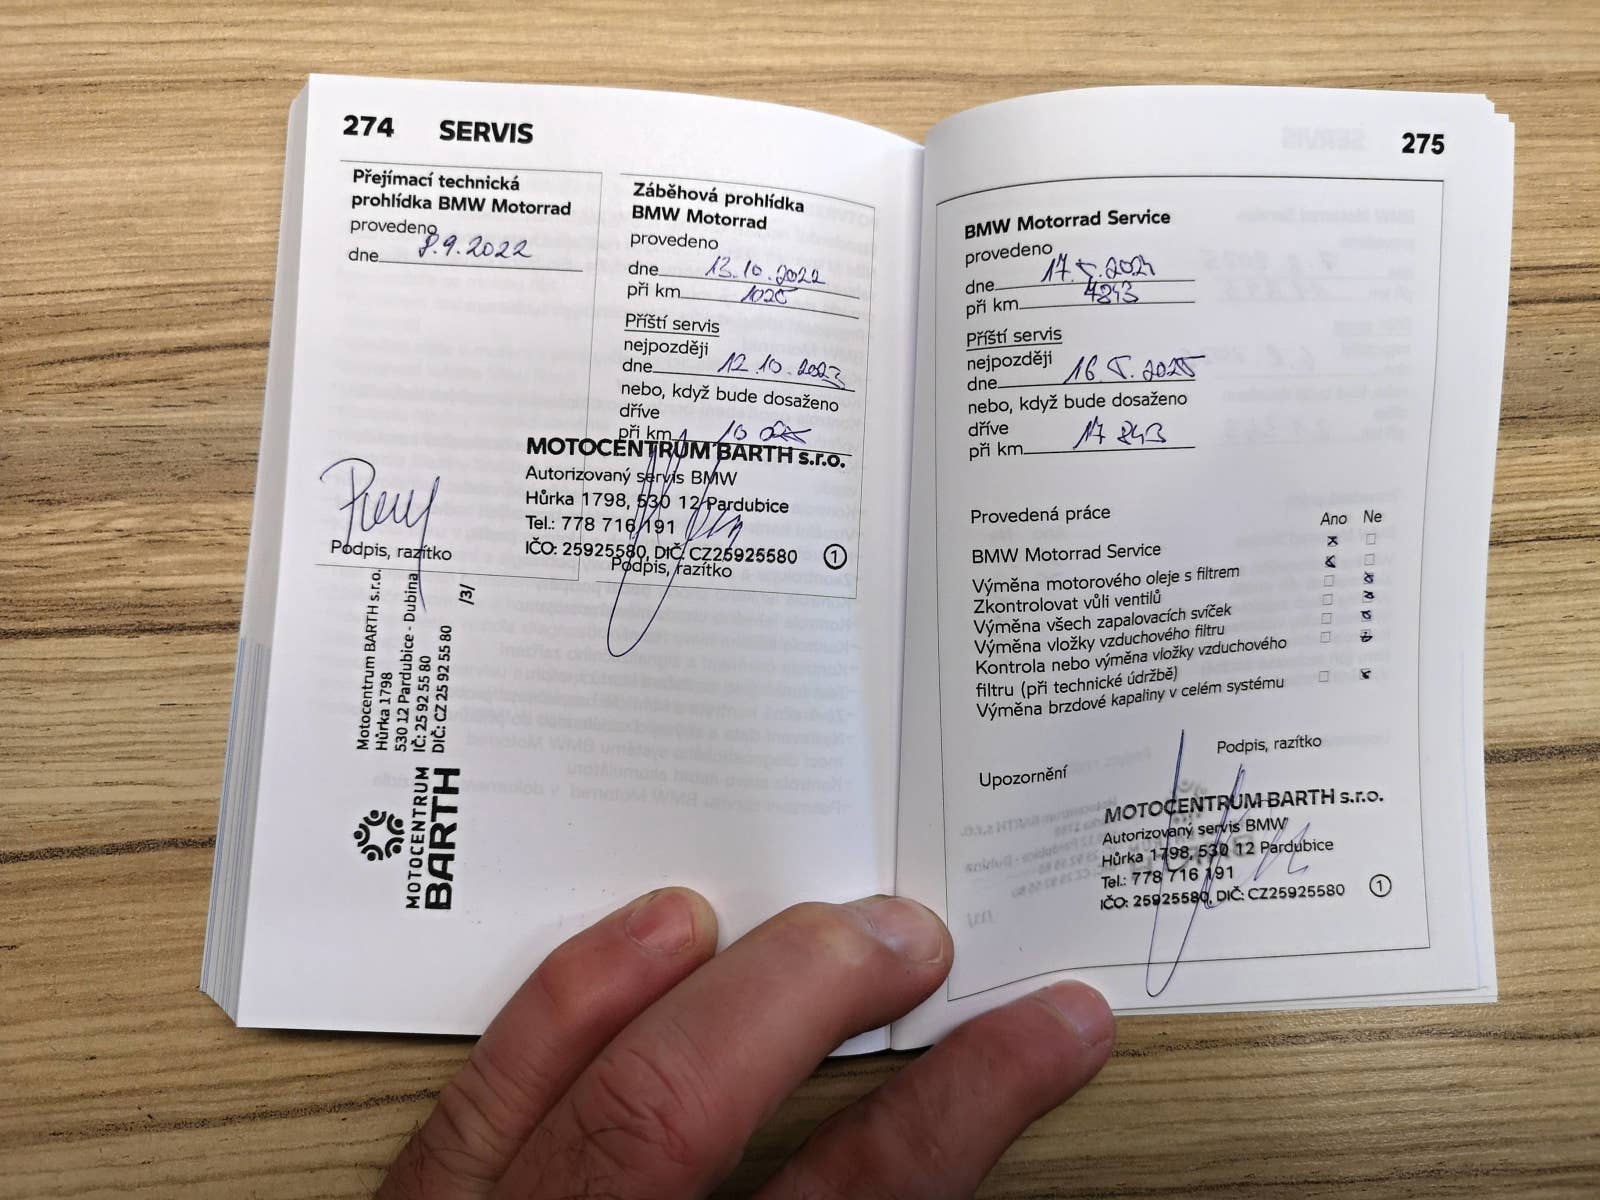 274 SERVIS
Přejímací technická
prohlídka BMW Motorrad
provedeno
dne 8.9.2022
Podpis, razítko
Motocentrum BARTH s.r.o.
Hůrka 1798
530 12 Pardubice - Dubina
IČ: 25 92 55 80
DIČ: CZ 25 92 55 80 /3/
MOTOCENTRUM
BARTH
Záběhová prohlídka
BMW Motorrad
provedeno
dne 13.10.2022
při km 1025
Příští servis
nejpozději
dne 12.10.2023
nebo, když bude dosaženo
dříve
při km 10
MOTOCENTRUM BARTH s.r.o.
Autorizovaný servis BMW
Hůrka 1798, 530 12 Pardubice
Tel.: 778 716 191
IČO: 25925580, DIČ: CZ25925580 1
Podpis, razítko
275
BMW Motorrad Service
provedeno
dne 17.5.2024
při km 7843
Příští servis
nejpozději
dne 16.5.2025
nebo, když bude dosaženo
dříve
při km 17 843
Provedená práce Ano Ne
BMW Motorrad Service
Výměna motorového oleje s filtrem
Zkontrolovat vůli ventilů
Výměna všech zapalovacích svíček
Výměna vložky vzduchového filtru
Kontrola nebo výměna vložky vzduchového
filtru (při technické údržbě)
Výměna brzdové kapaliny v celém systému
Upozornění
Podpis, razítko
MOTOCENTRUM BARTH s.r.o.
Autorizovaný servis BMW
Hůrka 1798, 530 12 Pardubice
Tel.: 778 716 191
IČO: 25925580, DIČ: CZ25925580 1